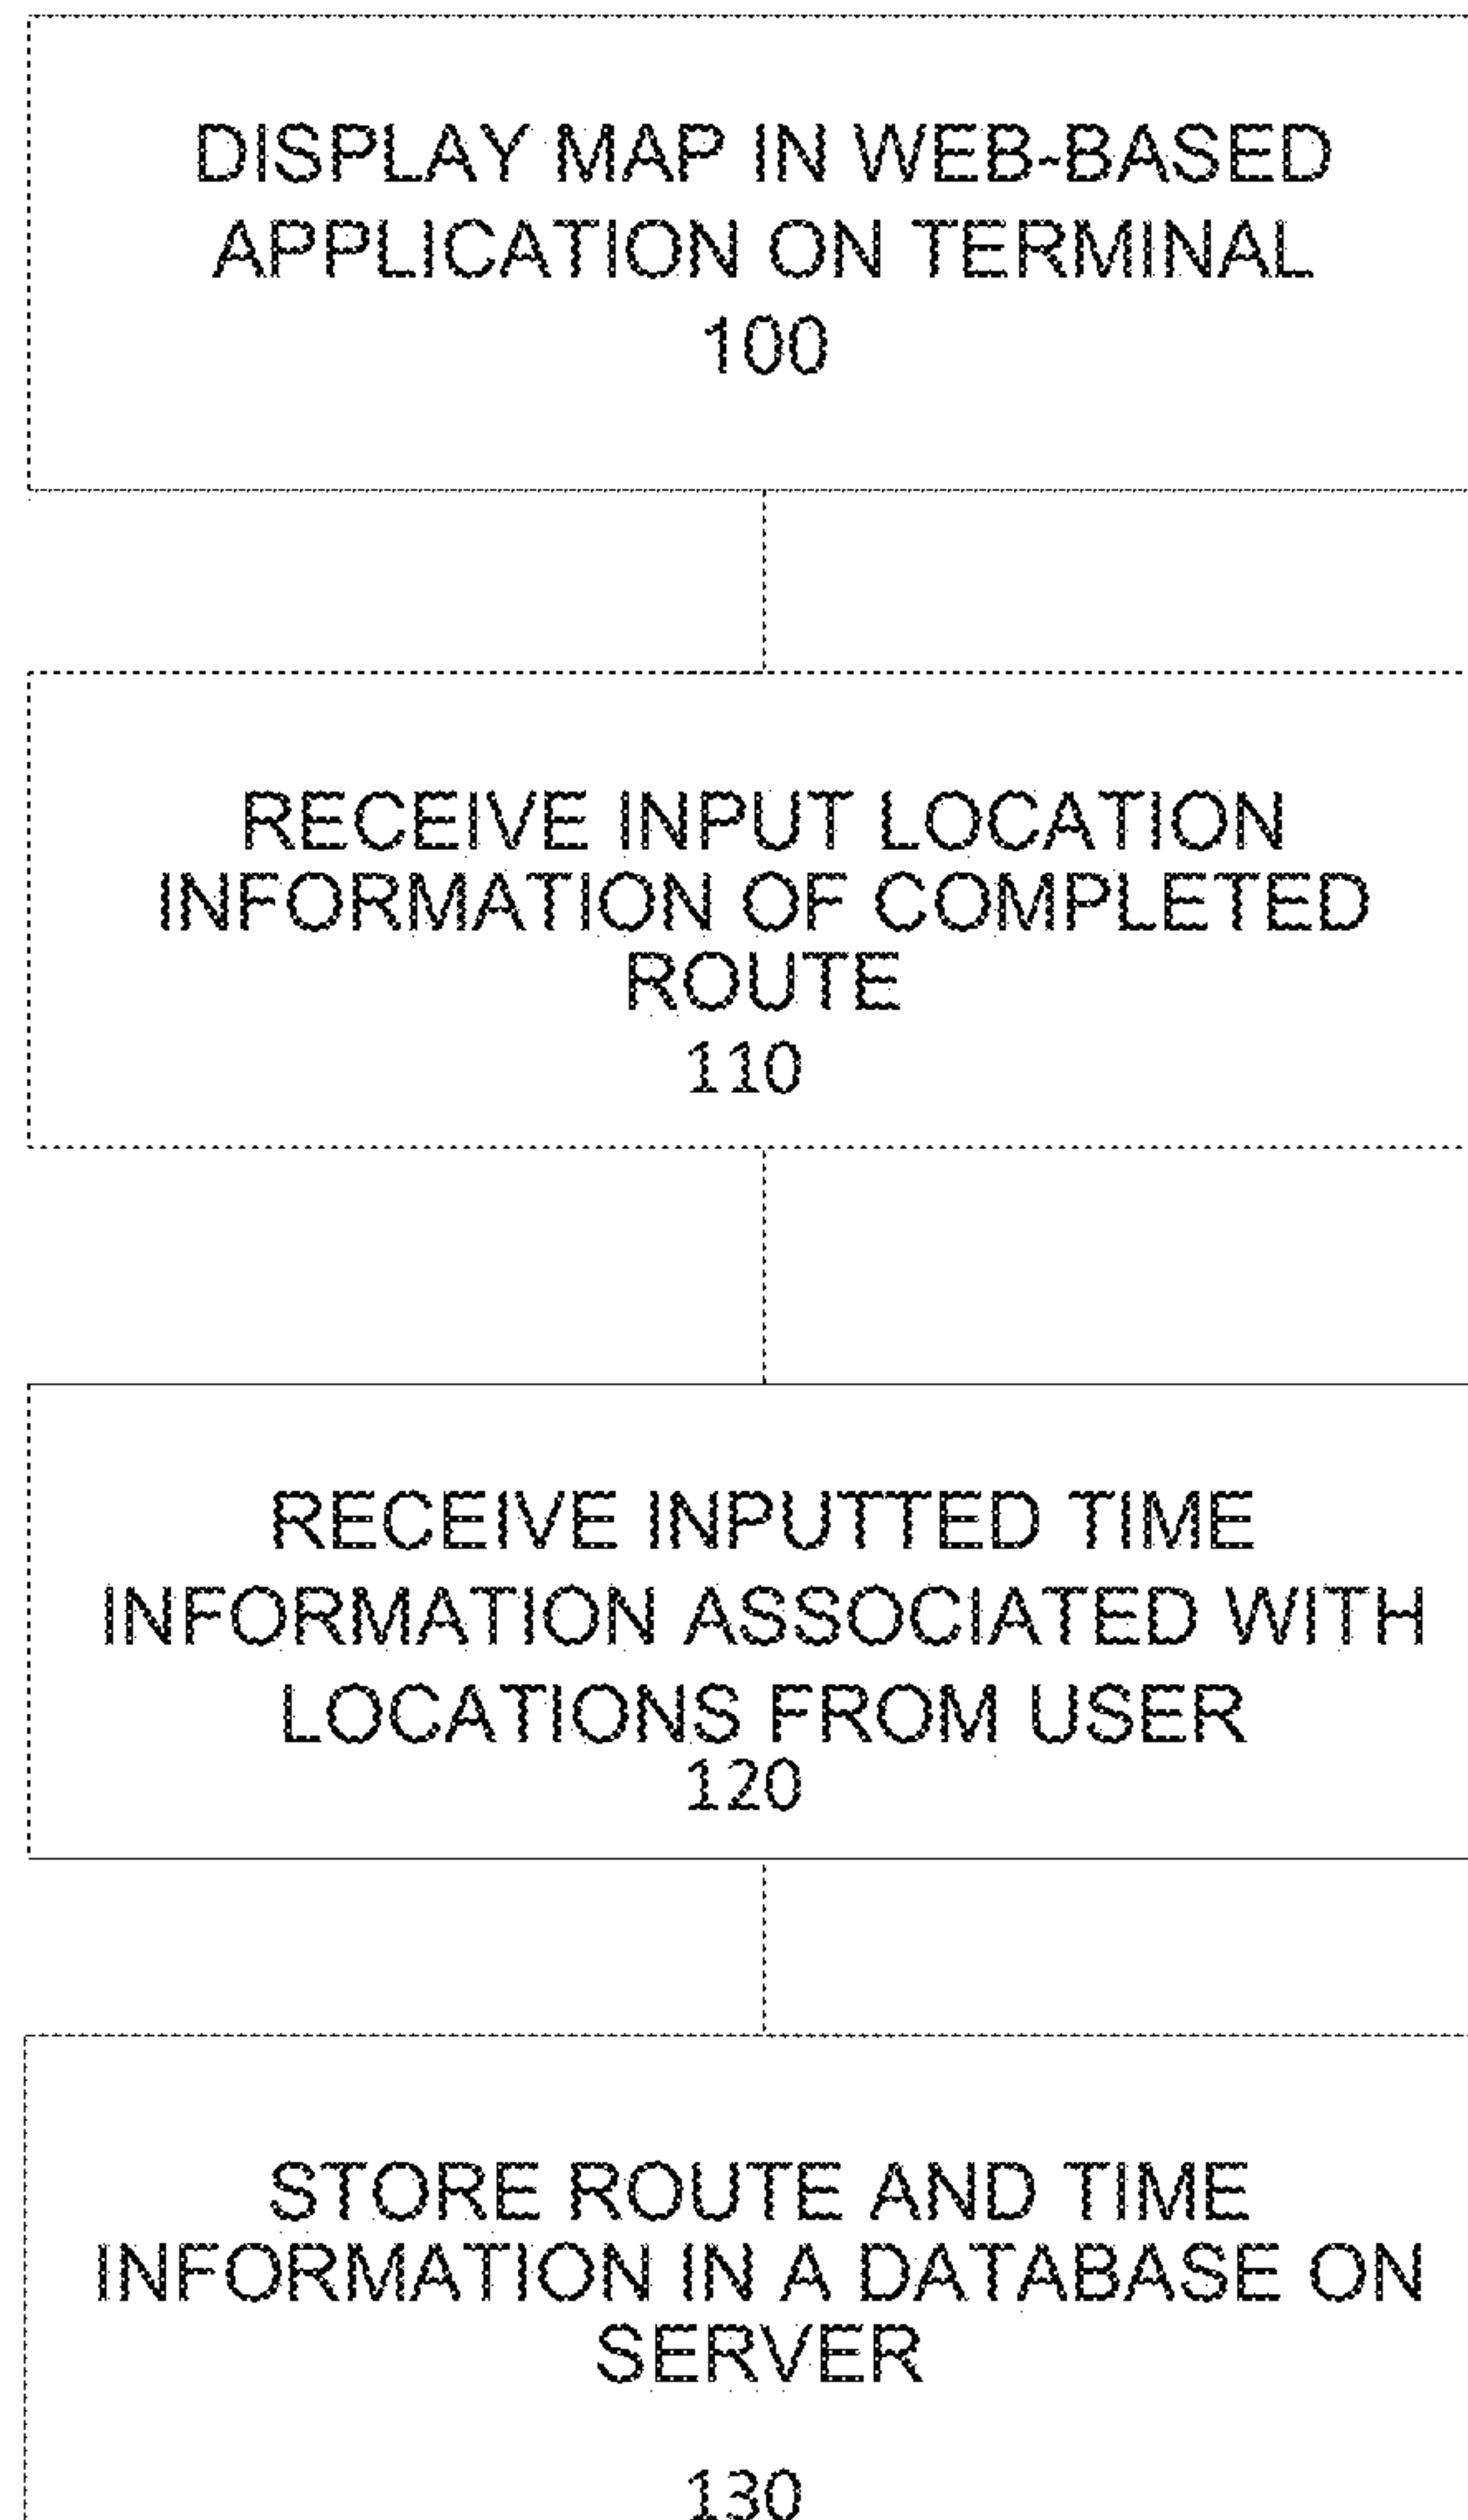 DISPLAY MAP IN WEB-BASED
APPLICATION ON TERMINAL
100
RECEIVE INPUT LOCATION
INFORMATION OF COMPLETED
ROUTE
110
RECEIVE INPUTTED TIME
INFORMATION ASSOCIATED WITH
LOCATIONS FROM USER
120
STORE ROUTE AND TIME
INFORMATION IN A DATABASE ON
SERVER
130